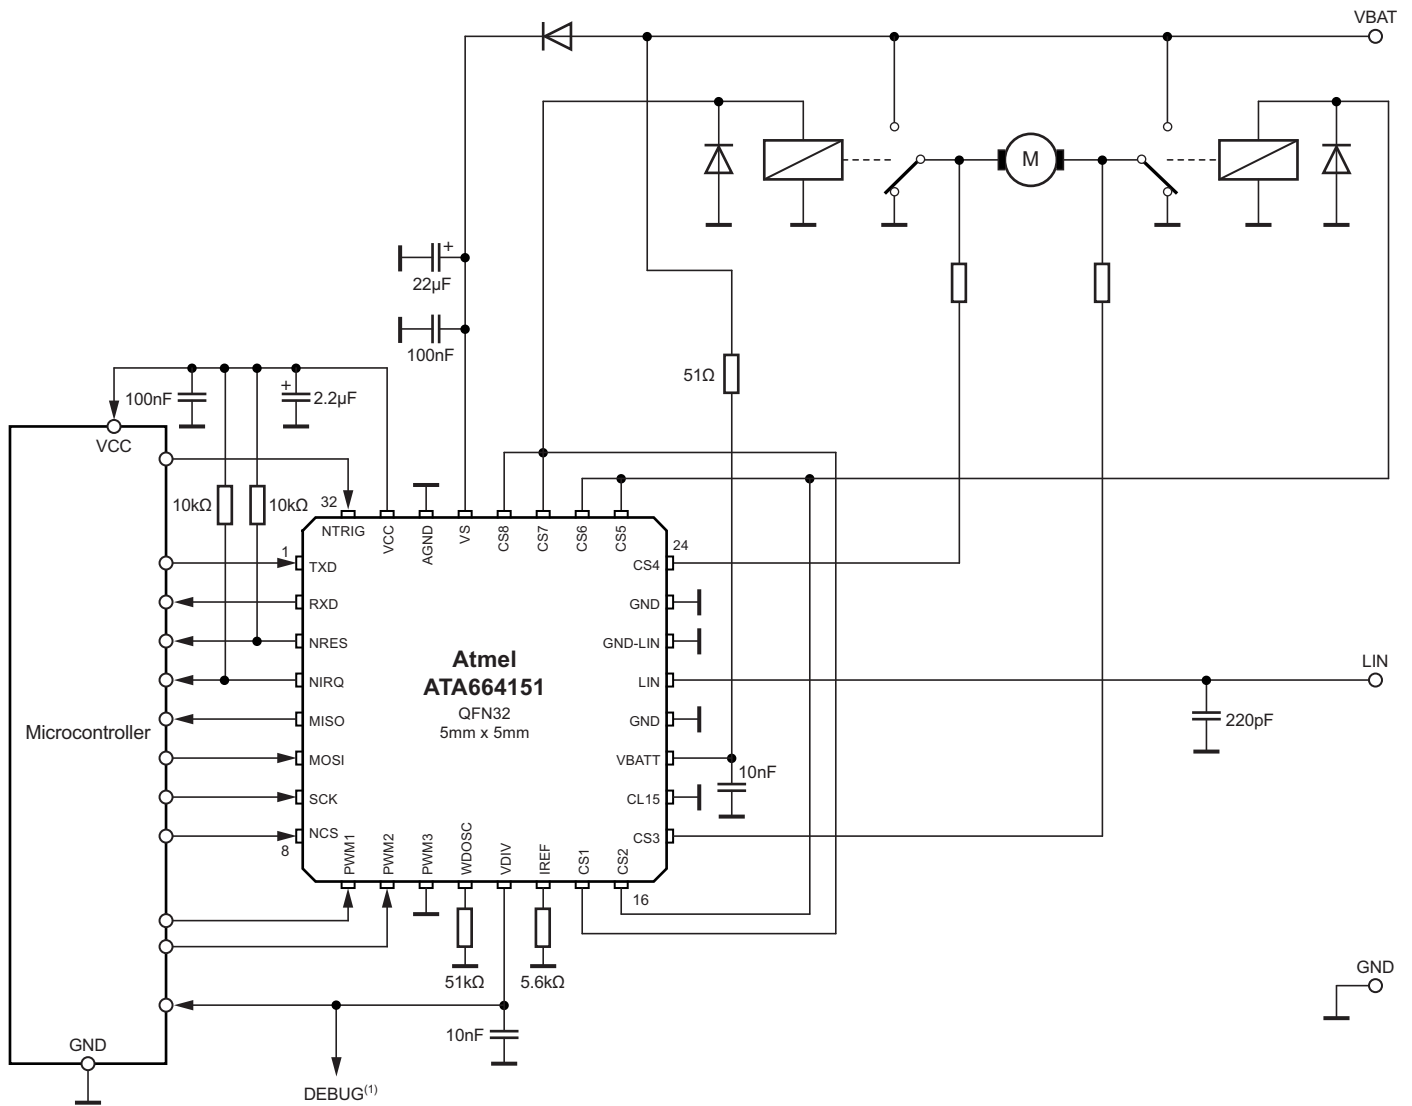 VBAT
M
+
22µF
100nF
51Ω
100nF
+
2.2µF
VCC
10kΩ
10kΩ
32
NTRIG
VCC
AGND
VS
CS8
CS7
CS6
CS5
24
1
TXD
CS4
RXD
GND
NRES
GND-LIN
Atmel
ATA664151
QFN32
5mm x 5mm
NIRQ
LIN
LIN
MISO
GND
220pF
Microcontroller
MOSI
VBATT
10nF
SCK
CL15
NCS
CS3
8
PWM1
PWM2
PWM3
WDOSC
VDIV
IREF
CS1
CS2
16
51kΩ
5.6kΩ
GND
10nF
GND
DEBUG(1)